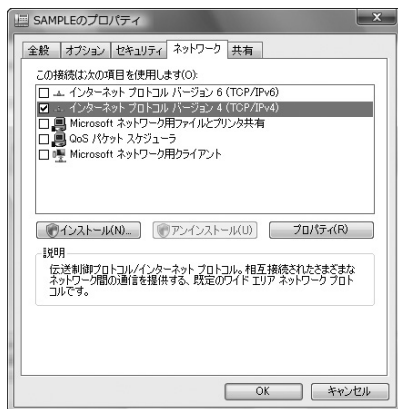 SAMPLEのプロパティ
全般 オプション セキュリティ ネットワーク 共有
この接続は次の項目を使用します(O):
インターネット プロトコル バージョン 6 (TCP/IPv6)
インターネット プロトコル バージョン 4 (TCP/IPv4)
Microsoft ネットワーク用ファイルとプリンタ共有
QoS パケット スケジューラ
Microsoft ネットワーク用クライアント
インストール(N)... アンインストール(U) プロパティ(R)
説明
伝送制御プロトコル/インターネット プロトコル。相互接続されたさまざまな
ネットワーク間の通信を提供する、既定のワイド エリア ネットワーク プロト
コルです。
OK キャンセル